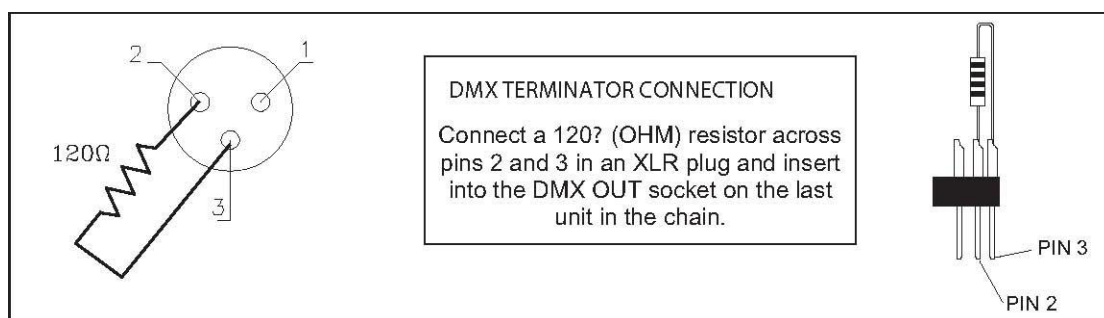 2
1
120Ω
3
DMX TERMINATOR CONNECTION
Connect a 120? (OHM) resistor across
pins 2 and 3 in an XLR plug and insert
into the DMX OUT socket on the last
unit in the chain.
PIN 3
PIN 2